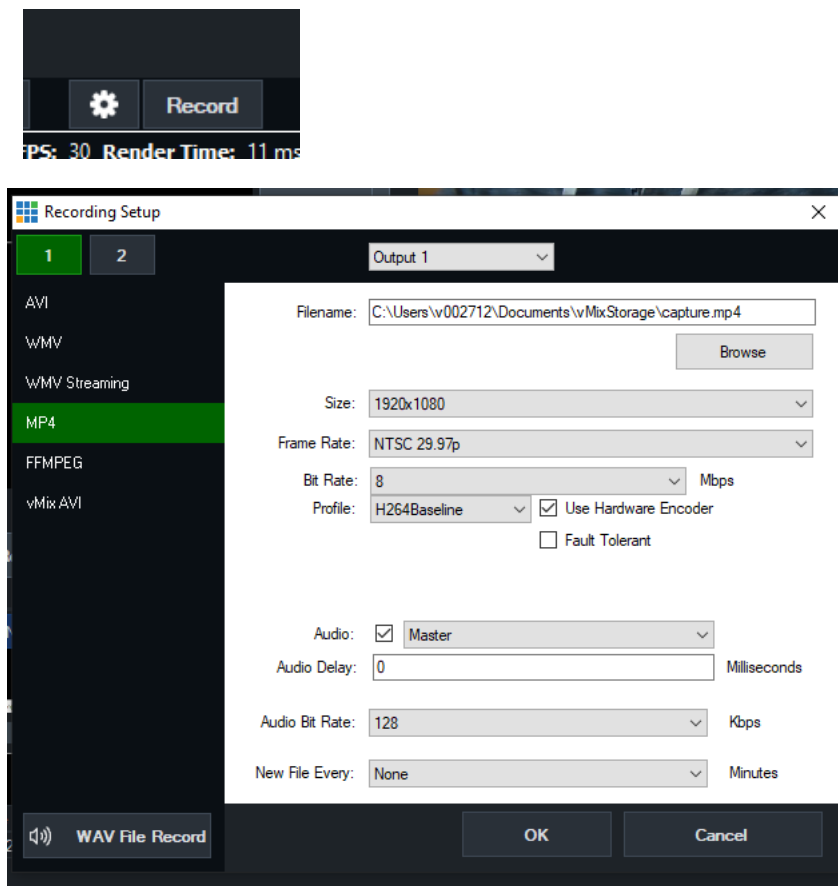 Record
FPS: 30 Render Time: 11 ms
Recording Setup
1 2 Output 1
AVI
WMV
WMV Streaming
MP4
FFMPEG
vMix AVI
Filename: C:\Users\v002712\Documents\vMixStorage\capture.mp4
Browse
Size: 1920x1080
Frame Rate: NTSC 29.97p
Bit Rate: 8 Mbps
Profile: H264Baseline Use Hardware Encoder
Fault Tolerant
Audio: Master
Audio Delay: 0 Milliseconds
Audio Bit Rate: 128 Kbps
New File Every: None Minutes
WAV File Record OK Cancel